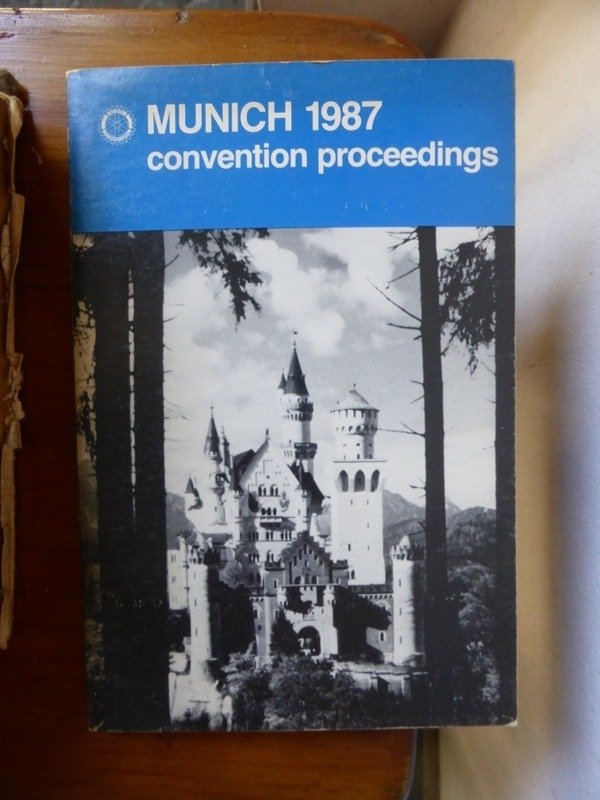 MUNICH 1987
convention proceedings